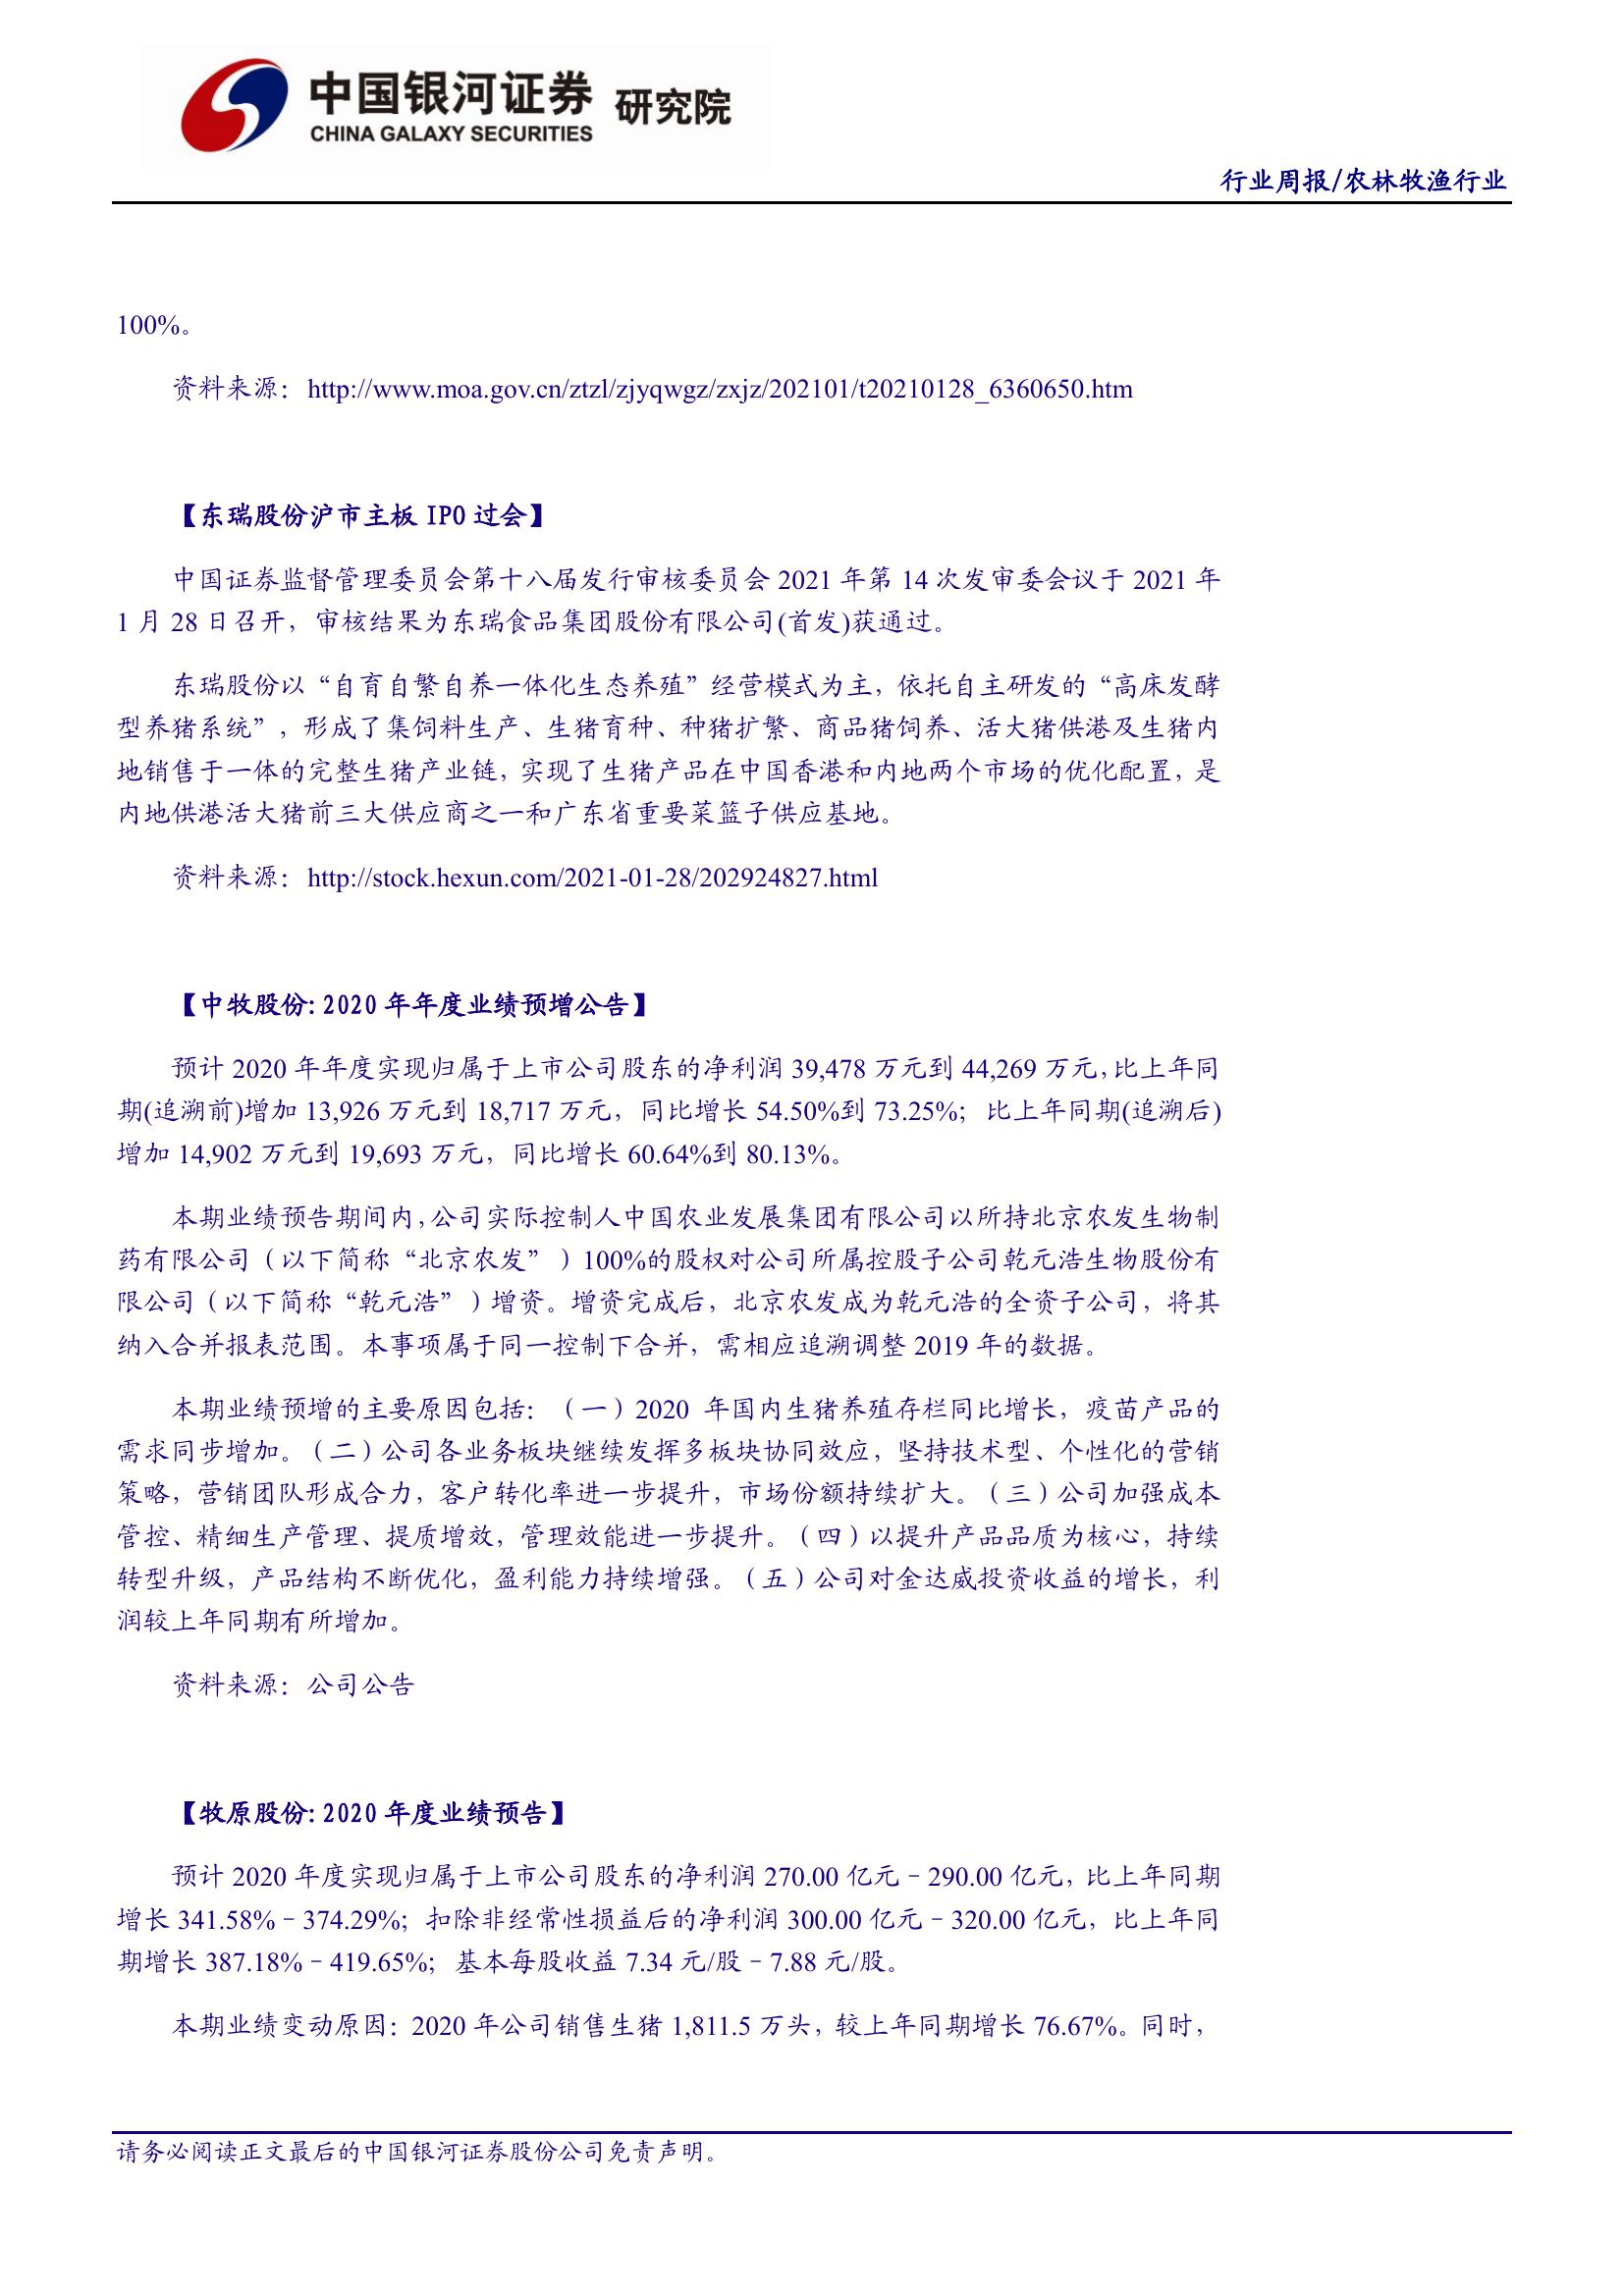 中国银河证券 研究院
CHINA GALAXY SECURITIES
行业周报/农林牧渔行业
100%。
资料来源：http://www.moa.gov.cn/ztzl/zjyqwgz/zxjz/202101/t20210128_6360650.htm
【东瑞股份沪市主板 IPO 过会】
中国证券监督管理委员会第十八届发行审核委员会 2021 年第 14 次发审委会议于 2021 年
1 月 28 日召开，审核结果为东瑞食品集团股份有限公司(首发)获通过。
东瑞股份以“自育自繁自养一体化生态养殖”经营模式为主，依托自主研发的“高床发酵
型养猪系统”，形成了集饲料生产、生猪育种、种猪扩繁、商品猪饲养、活大猪供港及生猪内
地销售于一体的完整生猪产业链，实现了生猪产品在中国香港和内地两个市场的优化配置，是
内地供港活大猪前三大供应商之一和广东省重要菜篮子供应基地。
资料来源：http://stock.hexun.com/2021-01-28/202924827.html
【中牧股份:2020 年年度业绩预增公告】
预计 2020 年年度实现归属于上市公司股东的净利润 39,478 万元到 44,269 万元，比上年同
期(追溯前)增加 13,926 万元到 18,717 万元，同比增长 54.50%到 73.25%；比上年同期(追溯后)
增加 14,902 万元到 19,693 万元，同比增长 60.64%到 80.13%。
本期业绩预告期间内，公司实际控制人中国农业发展集团有限公司以所持北京农发生物制
药有限公司（以下简称“北京农发”）100%的股权对公司所属控股子公司乾元浩生物股份有
限公司（以下简称“乾元浩”）增资。增资完成后，北京农发成为乾元浩的全资子公司，将其
纳入合并报表范围。本事项属于同一控制下合并，需相应追溯调整 2019 年的数据。
本期业绩预增的主要原因包括：（一）2020 年国内生猪养殖存栏同比增长，疫苗产品的
需求同步增加。（二）公司各业务板块继续发挥多板块协同效应，坚持技术型、个性化的营销
策略，营销团队形成合力，客户转化率进一步提升，市场份额持续扩大。（三）公司加强成本
管控、精细生产管理、提质增效，管理效能进一步提升。（四）以提升产品品质为核心，持续
转型升级，产品结构不断优化，盈利能力持续增强。（五）公司对金达威投资收益的增长，利
润较上年同期有所增加。
资料来源：公司公告
【牧原股份:2020 年度业绩预告】
预计 2020 年度实现归属于上市公司股东的净利润 270.00 亿元–290.00 亿元，比上年同期
增长 341.58%–374.29%；扣除非经常性损益后的净利润 300.00 亿元–320.00 亿元，比上年同
期增长 387.18%–419.65%；基本每股收益 7.34 元/股–7.88 元/股。
本期业绩变动原因：2020 年公司销售生猪 1,811.5 万头，较上年同期增长 76.67%。同时，
请务必阅读正文最后的中国银河证券股份公司免责声明。